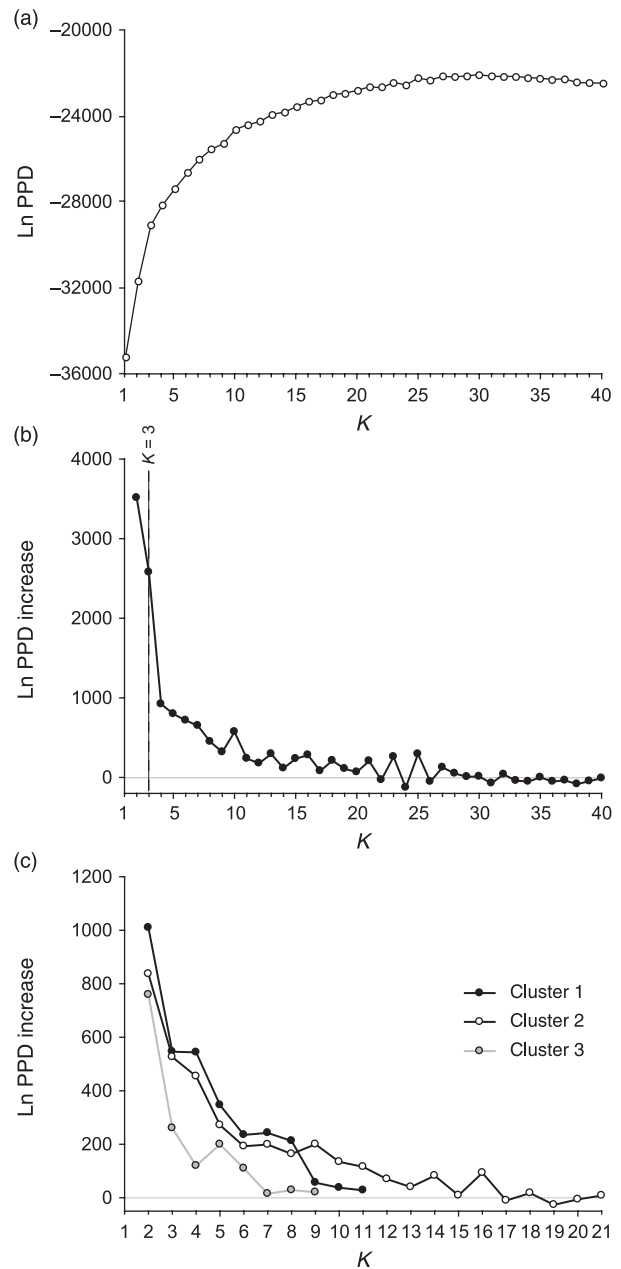 (a)
–20000
–24000
–28000
–32000
–36000
Ln PPD
1 5 10 15 20 25 30 35 40
K
(b)
K = 3
4000
3000
2000
1000
0
Ln PPD increase
1 5 10 15 20 25 30 35 40
K
(c)
1200
1000
800
600
400
200
0
Ln PPD increase
Cluster 1
Cluster 2
Cluster 3
1 2 3 4 5 6 7 8 9 10 11 12 13 14 15 16 17 18 19 20 21
K